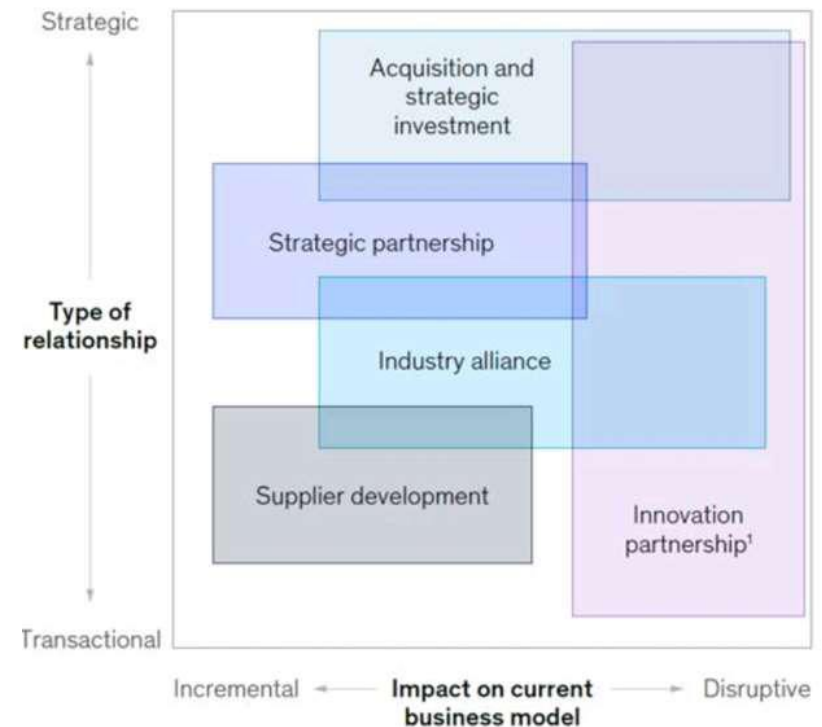 Strategic
Acquisition and
strategic
investment
Strategic partnership
Type of
relationship
Industry alliance
Supplier development
Innovation
partnership¹
Transactional
Incremental
Impact on current
business model
Disruptive